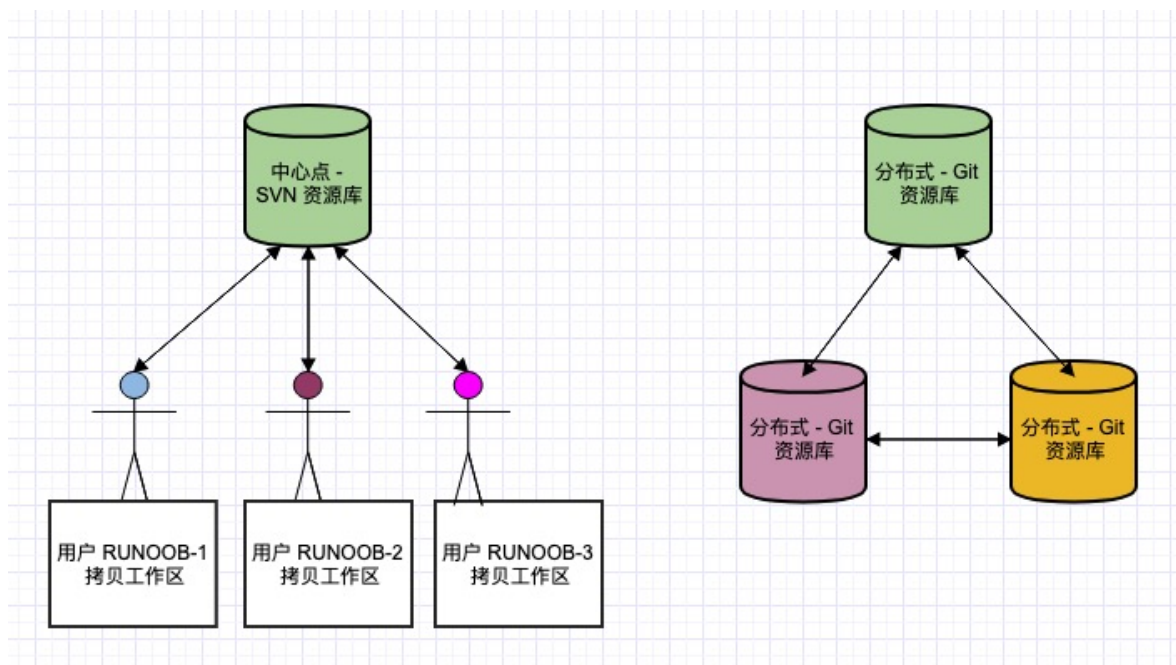 中心点 -
SVN 资源库
分布式 - Git
资源库
分布式 - Git
资源库
分布式 - Git
资源库
用户 RUNOOB-1
拷贝工作区
用户 RUNOOB-2
拷贝工作区
用户 RUNOOB-3
拷贝工作区